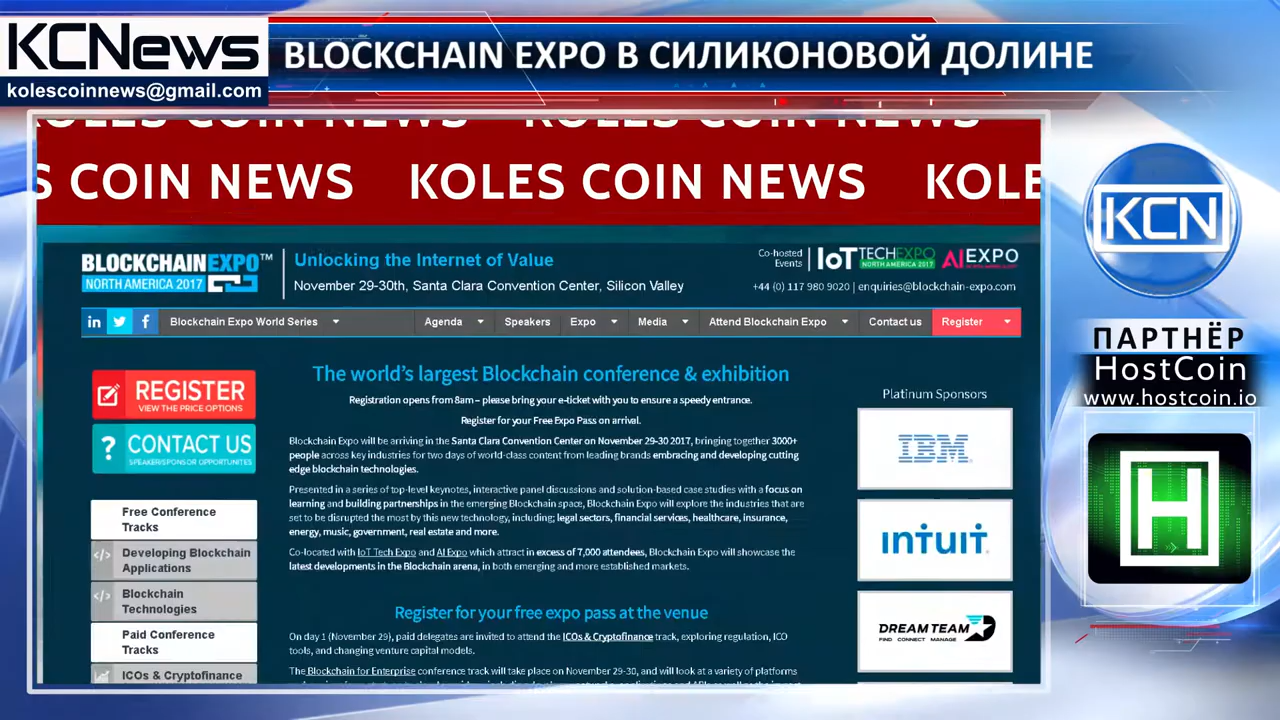 KCNews
kolescoinnews@gmail.com
BLOCKCHAIN EXPO В СИЛИКОНОВОЙ ДОЛИНЕ
KOLES COIN NEWS KOLES COIN NEWS
S COIN NEWS KOLES COIN NEWS KOLE
BLOCKCHAIN EXPO™
NORTH AMERICA 2017
Unlocking the Internet of Value
November 29-30th, Santa Clara Convention Center, Silicon Valley
Co-hosted
Events
IoT TECHEXPO
NORTH AMERICA 2017
AI EXPO
+44 (0) 117 980 9020 | enquiries@blockchain-expo.com
in f Blockchain Expo World Series Agenda Speakers Expo Media Attend Blockchain Expo Contact us Register
REGISTER
VIEW THE PRICE OPTIONS
? CONTACT US
SPEAKER/SPONSOR OPPORTUNITES
Free Conference
Tracks
</> Developing Blockchain
Applications
</> Blockchain
Technologies
Paid Conference
Tracks
ICOs & Cryptofinance
The world's largest Blockchain conference & exhibition
Registration opens from 8am – please bring your e-ticket with you to ensure a speedy entrance.
Register for your Free Expo Pass on arrival.
Blockchain Expo will be arriving in the Santa Clara Convention Center on November 29-30 2017, bringing together 3000+
people across key industries for two days of world-class content from leading brands embracing and developing cutting
edge blockchain technologies.
Presented in a series of top-level keynotes, interactive panel discussions and solution-based case studies with a focus on
learning and building partnerships in the emerging Blockchain space, Blockchain Expo will explore the industries that are
set to be disrupted the most by this new technology, including; legal sectors, financial services, healthcare, insurance,
energy, music, government, real estate and more.
Co-located with IoT Tech Expo and AI Expo which attract in excess of 7,000 attendees, Blockchain Expo will showcase the
latest developments in the Blockchain arena, in both emerging and more established markets.
Register for your free expo pass at the venue
On day 1 (November 29), paid delegates are invited to attend the ICOs & Cryptofinance track, exploring regulation, ICO
tools, and changing venture capital models.
The Blockchain for Enterprise conference track will take place on November 29-30, and will look at a variety of platforms
Platinum Sponsors
IBM
intuit
DREAM TEAM
FIND CONNECT MANAGE
KCN
ПАРТНЁР
HostCoin
www.hostcoin.io
H